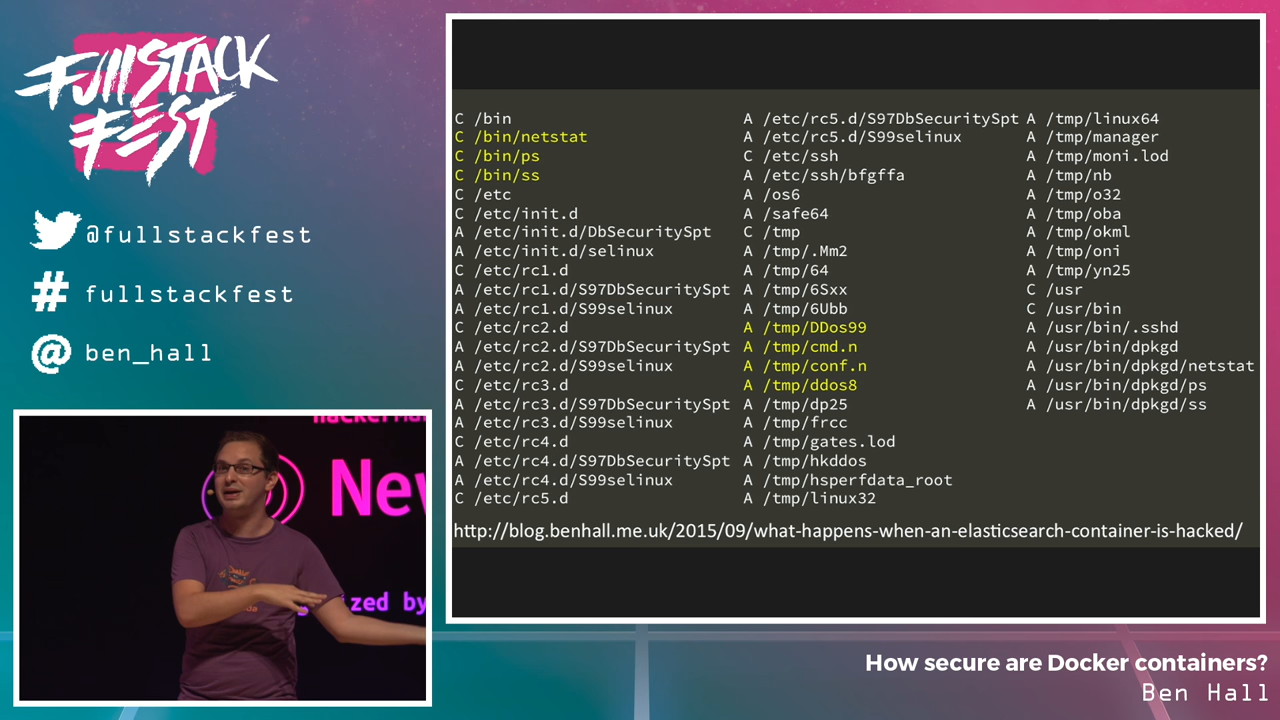 FullStack
Fest
@fullstackfest
# fullstackfest
@ ben_hall
New
zed by
C /bin
C /bin/netstat
C /bin/ps
C /bin/ss
C /etc
C /etc/init.d
A /etc/init.d/DbSecuritySpt
A /etc/init.d/selinux
C /etc/rc1.d
A /etc/rc1.d/S97DbSecuritySpt
A /etc/rc1.d/S99selinux
C /etc/rc2.d
A /etc/rc2.d/S97DbSecuritySpt
A /etc/rc2.d/S99selinux
C /etc/rc3.d
A /etc/rc3.d/S97DbSecuritySpt
A /etc/rc3.d/S99selinux
C /etc/rc4.d
A /etc/rc4.d/S97DbSecuritySpt
A /etc/rc4.d/S99selinux
C /etc/rc5.d
A /etc/rc5.d/S97DbSecuritySpt
A /etc/rc5.d/S99selinux
C /etc/ssh
A /etc/ssh/bfgffa
A /os6
A /safe64
C /tmp
A /tmp/.Mm2
A /tmp/64
A /tmp/6Sxx
A /tmp/6Ubb
A /tmp/DDos99
A /tmp/cmd.n
A /tmp/conf.n
A /tmp/ddos8
A /tmp/dp25
A /tmp/frcc
A /tmp/gates.lod
A /tmp/hkddos
A /tmp/hsperfdata_root
A /tmp/linux32
A /tmp/linux64
A /tmp/manager
A /tmp/moni.lod
A /tmp/nb
A /tmp/o32
A /tmp/oba
A /tmp/okml
A /tmp/oni
A /tmp/yn25
C /usr
C /usr/bin
A /usr/bin/.sshd
A /usr/bin/dpkgd
A /usr/bin/dpkgd/netstat
A /usr/bin/dpkgd/ps
A /usr/bin/dpkgd/ss
http://blog.benhall.me.uk/2015/09/what-happens-when-an-elasticsearch-container-is-hacked/
How secure are Docker containers?
Ben Hall